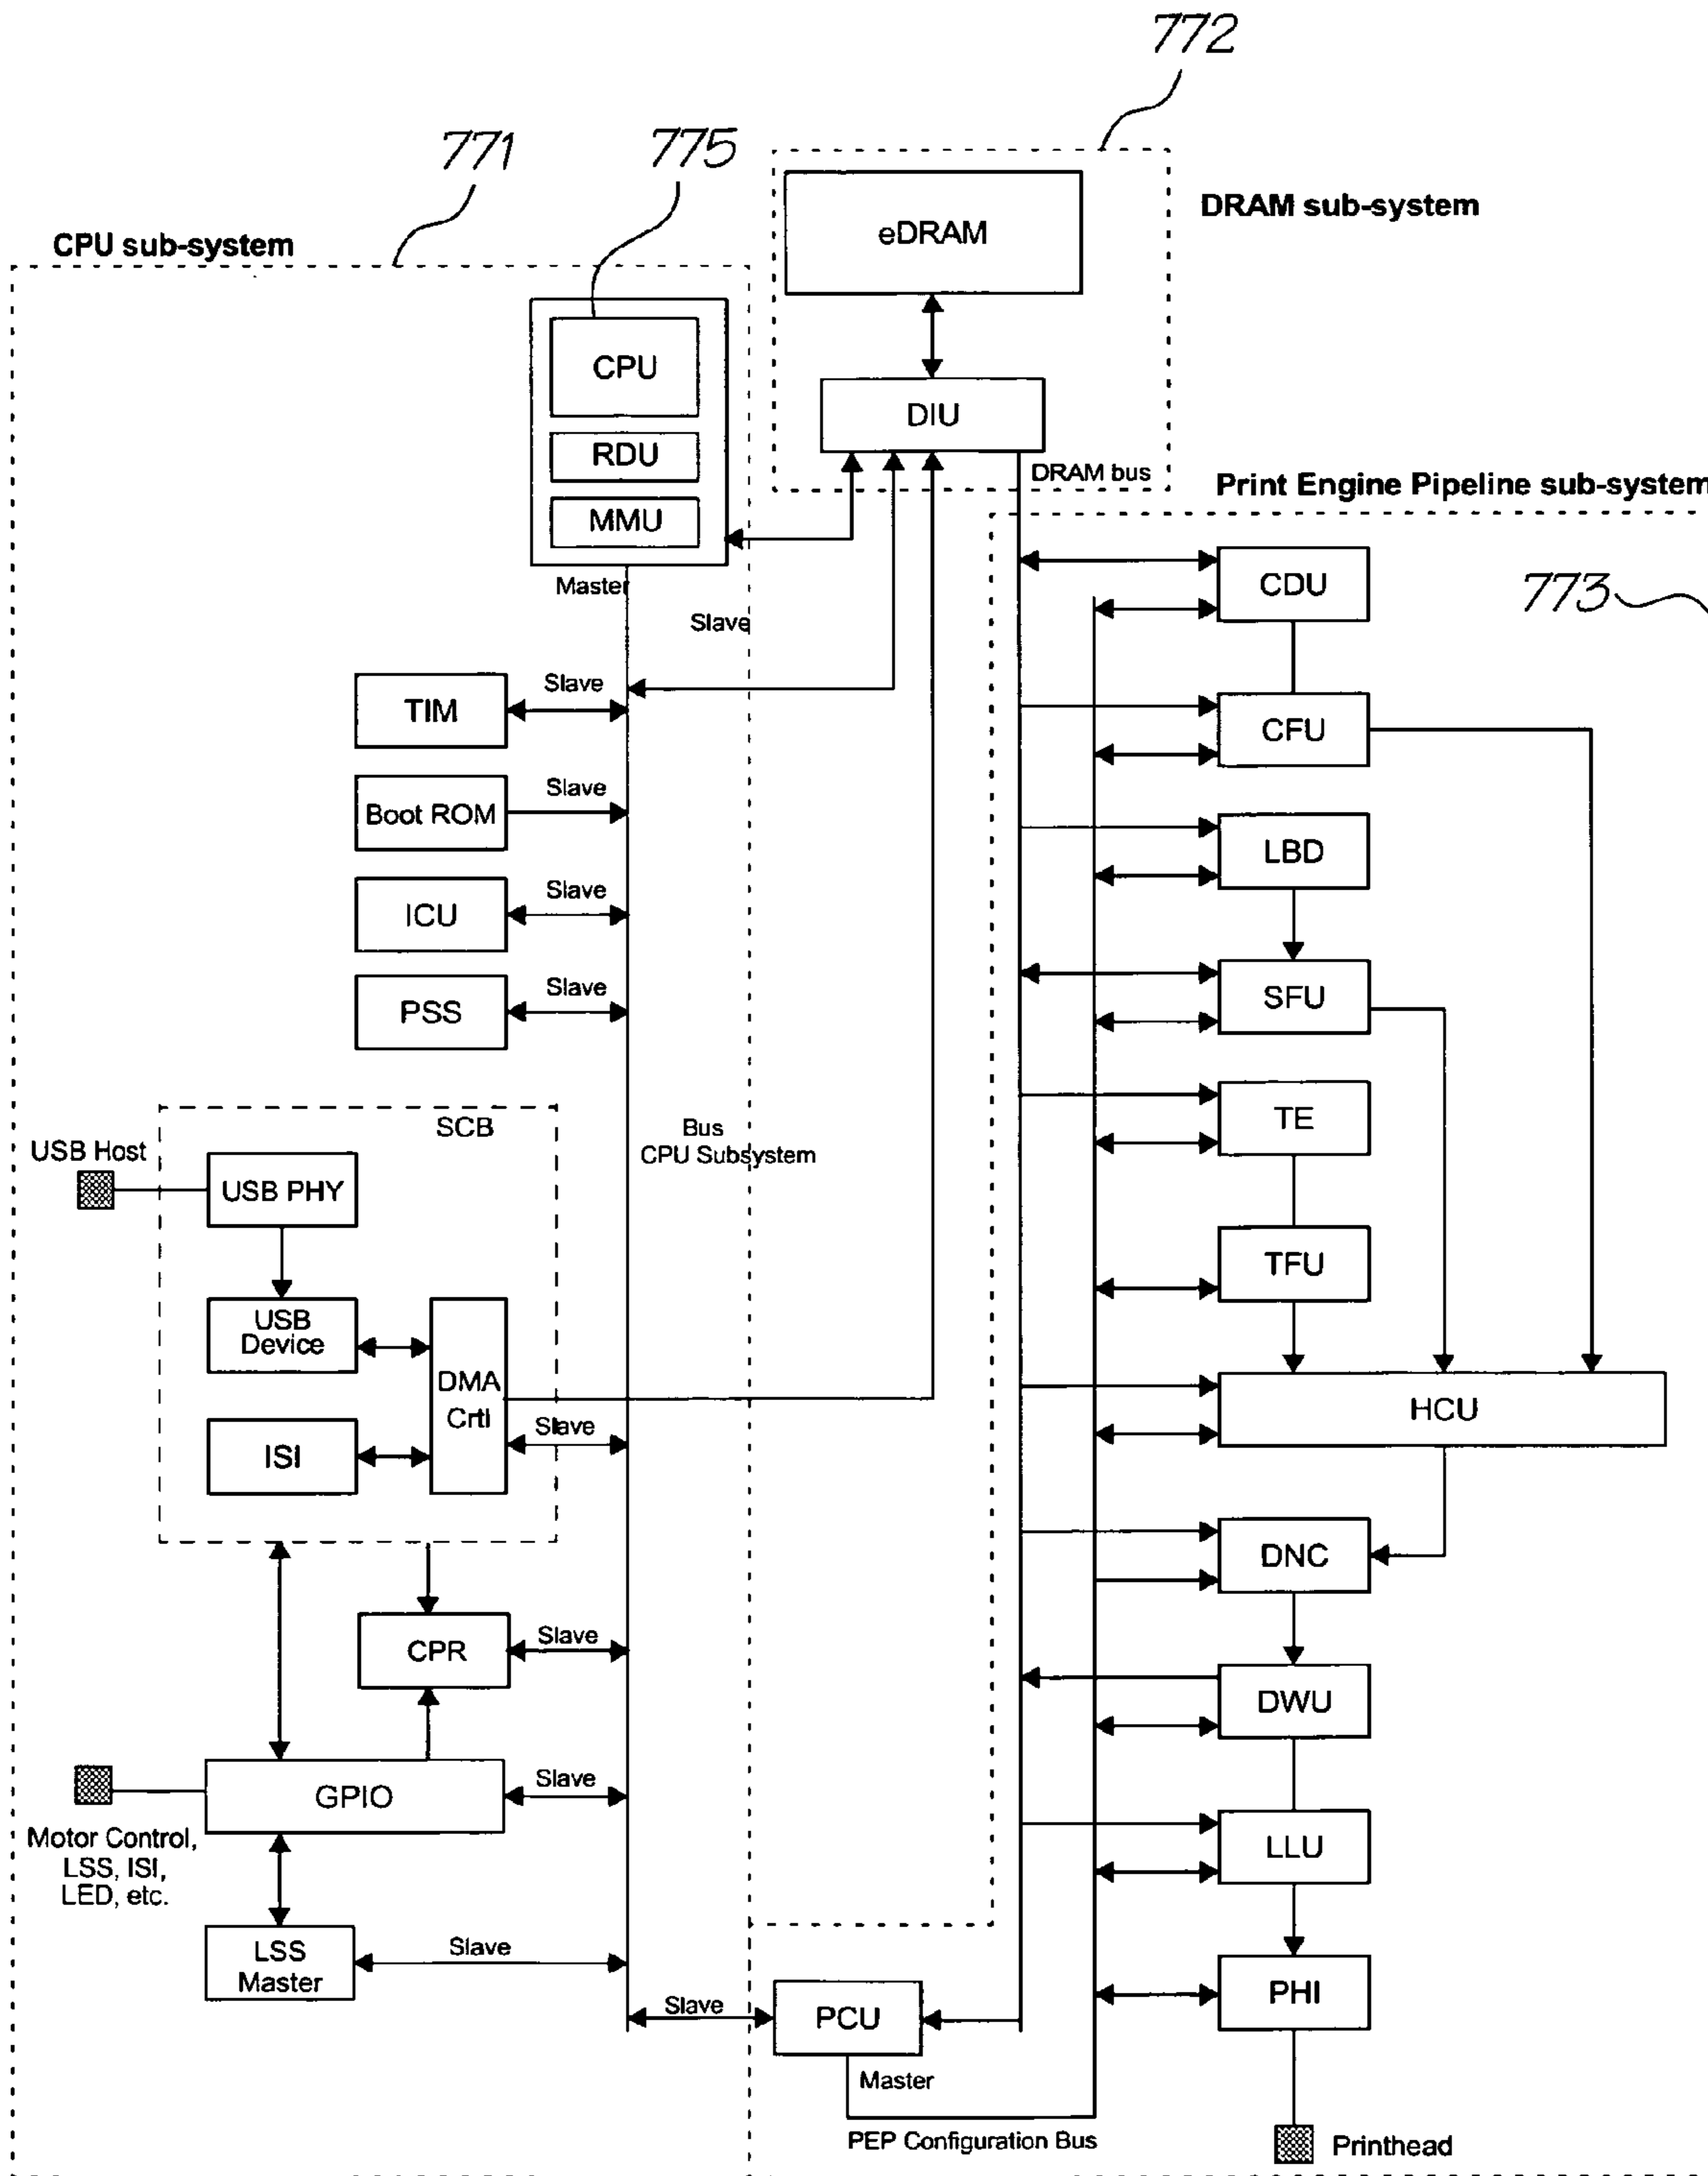 772
771
775
DRAM sub-system
CPU sub-system
eDRAM
CPU
DIU
RDU
DRAM bus
MMU
Print Engine Pipeline sub-system
Master
Slave
CDU
773
TIM
Slave
CFU
Boot ROM
Slave
LBD
ICU
Slave
PSS
Slave
SFU
SCB
TE
USB Host
USB PHY
Bus
CPU Subsystem
TFU
USB
Device
DMA
Crtl
Slave
ISI
HCU
DNC
CPR
Slave
DWU
GPIO
Slave
Motor Control,
LSS, ISI,
LED, etc.
LLU
LSS
Master
Slave
Slave
PCU
PHI
Master
PEP Configuration Bus
Printhead